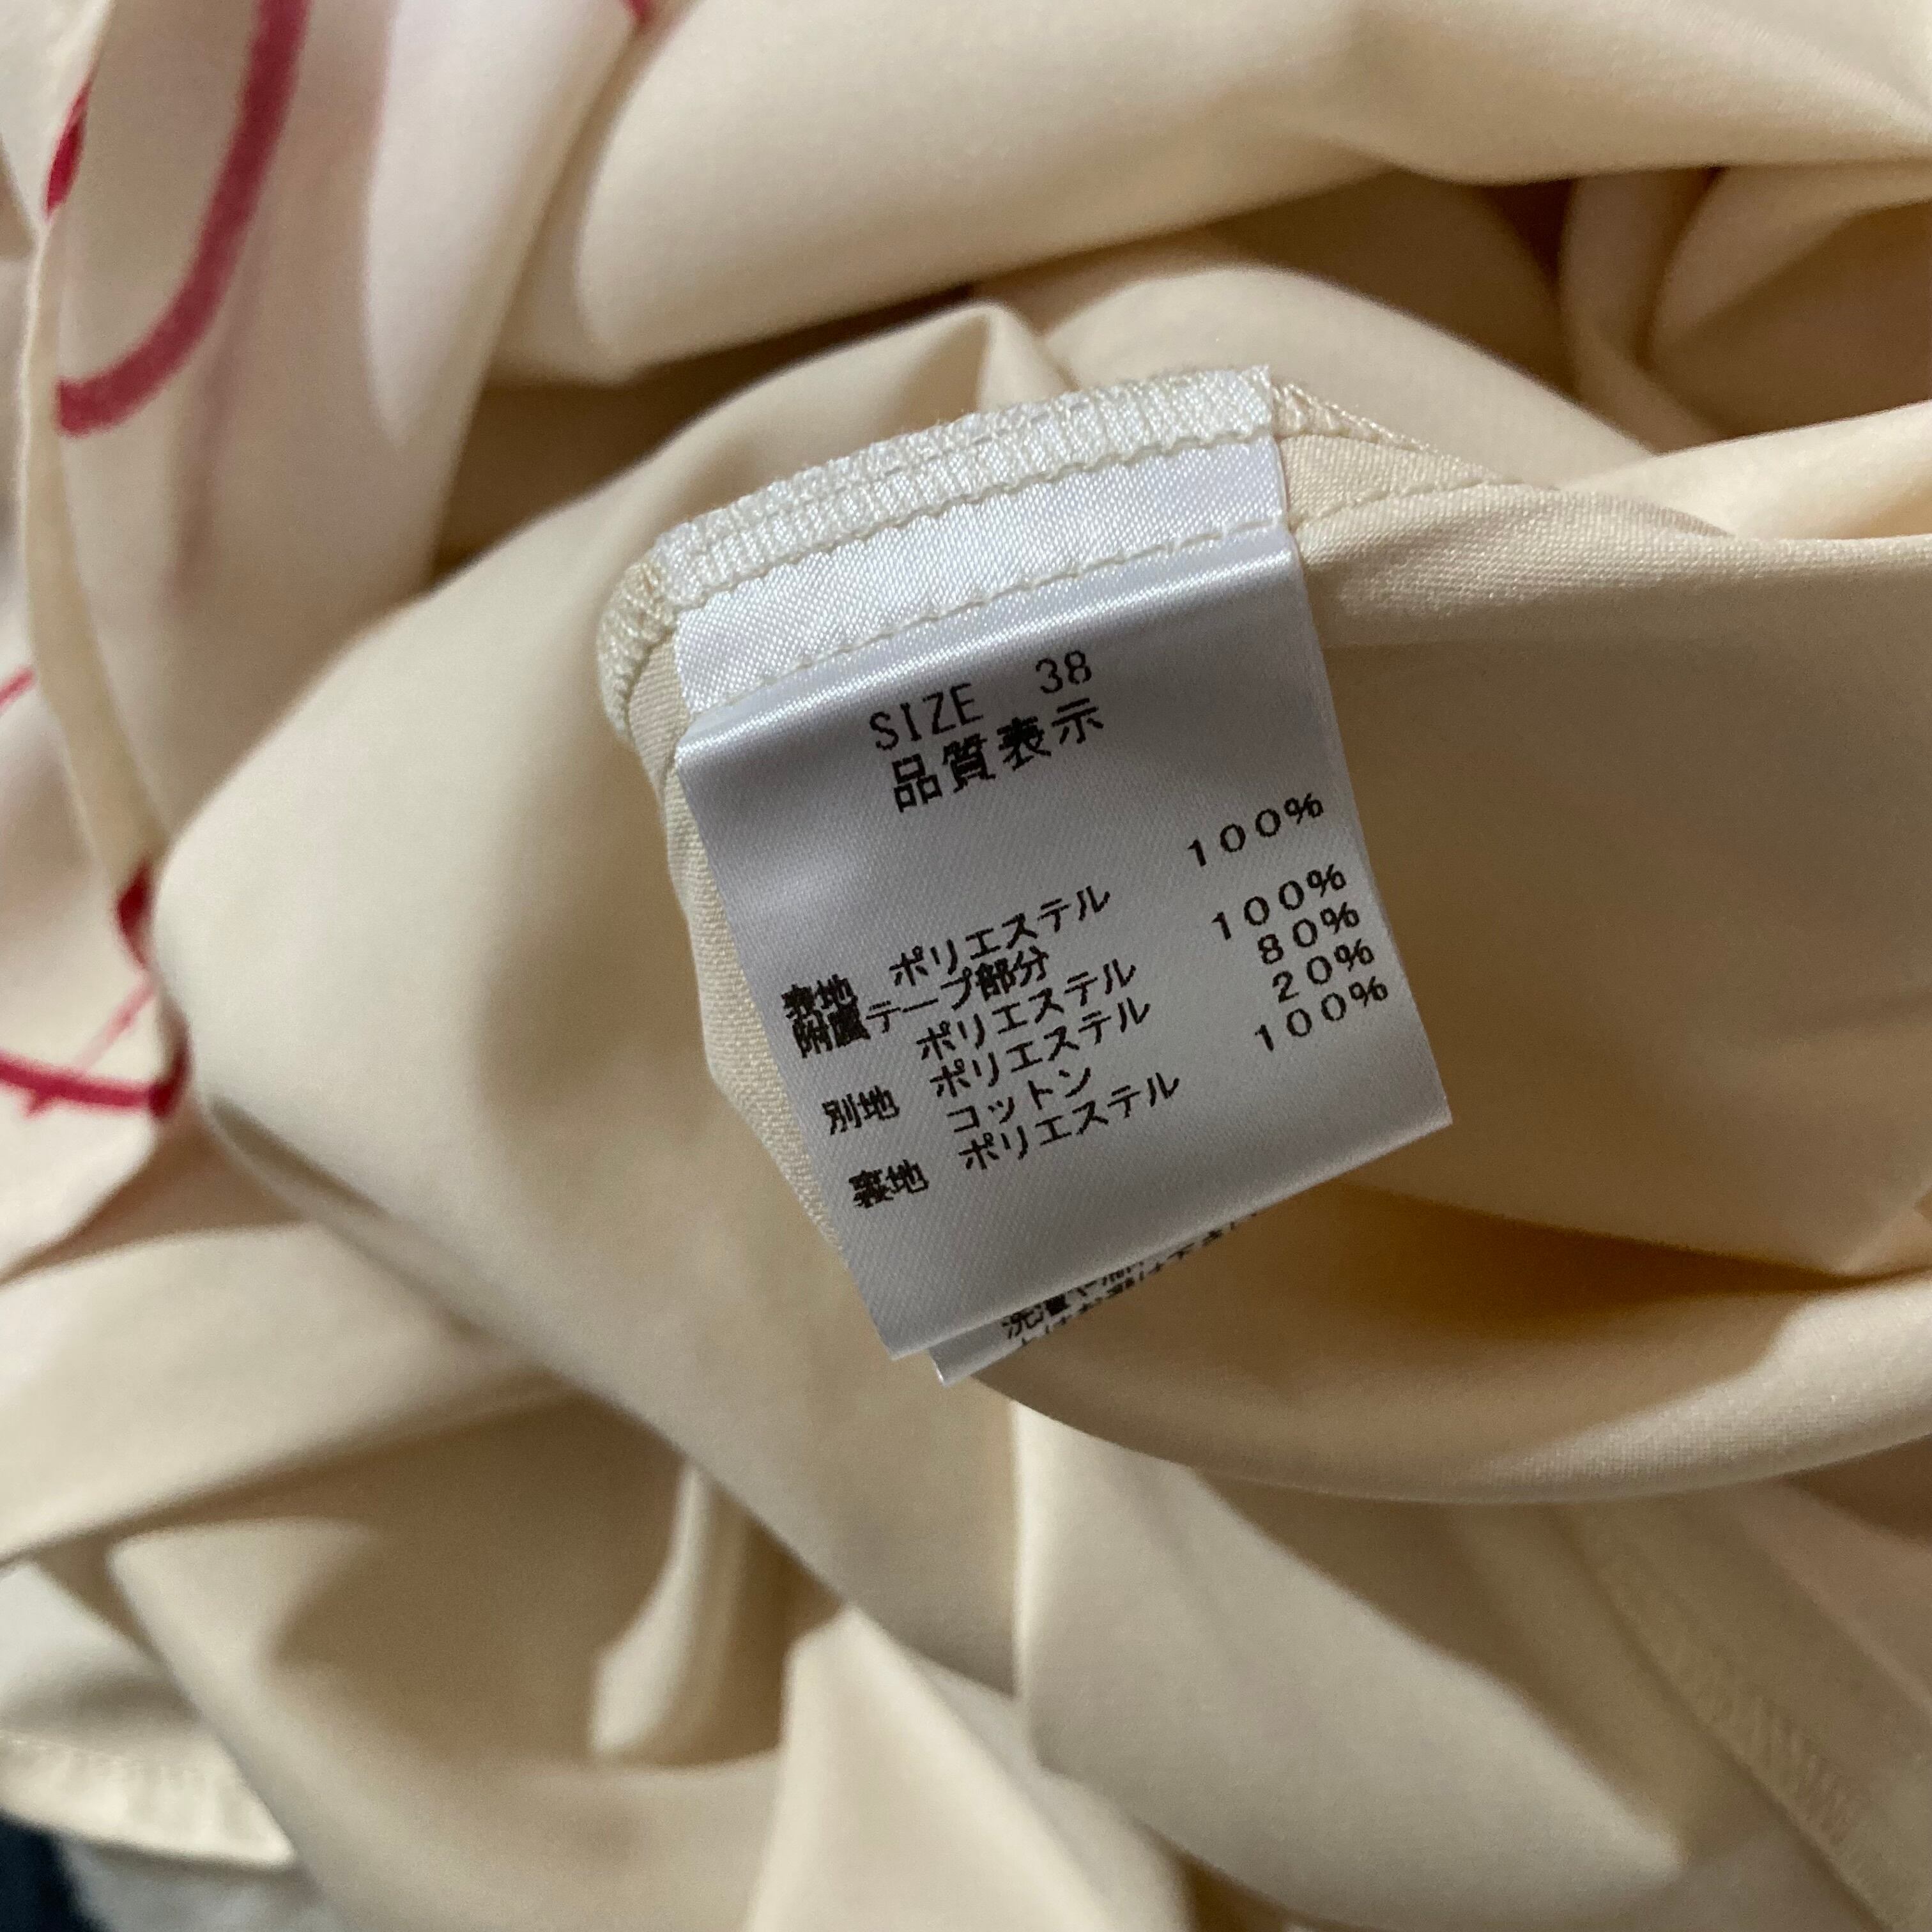 SIZE 38
品質表示
表地 ポリエステル 100%
附属テープ部分
ポリエステル 100%
別地 ポリエステル 80%
コットン 20%
裏地 ポリエステル 100%